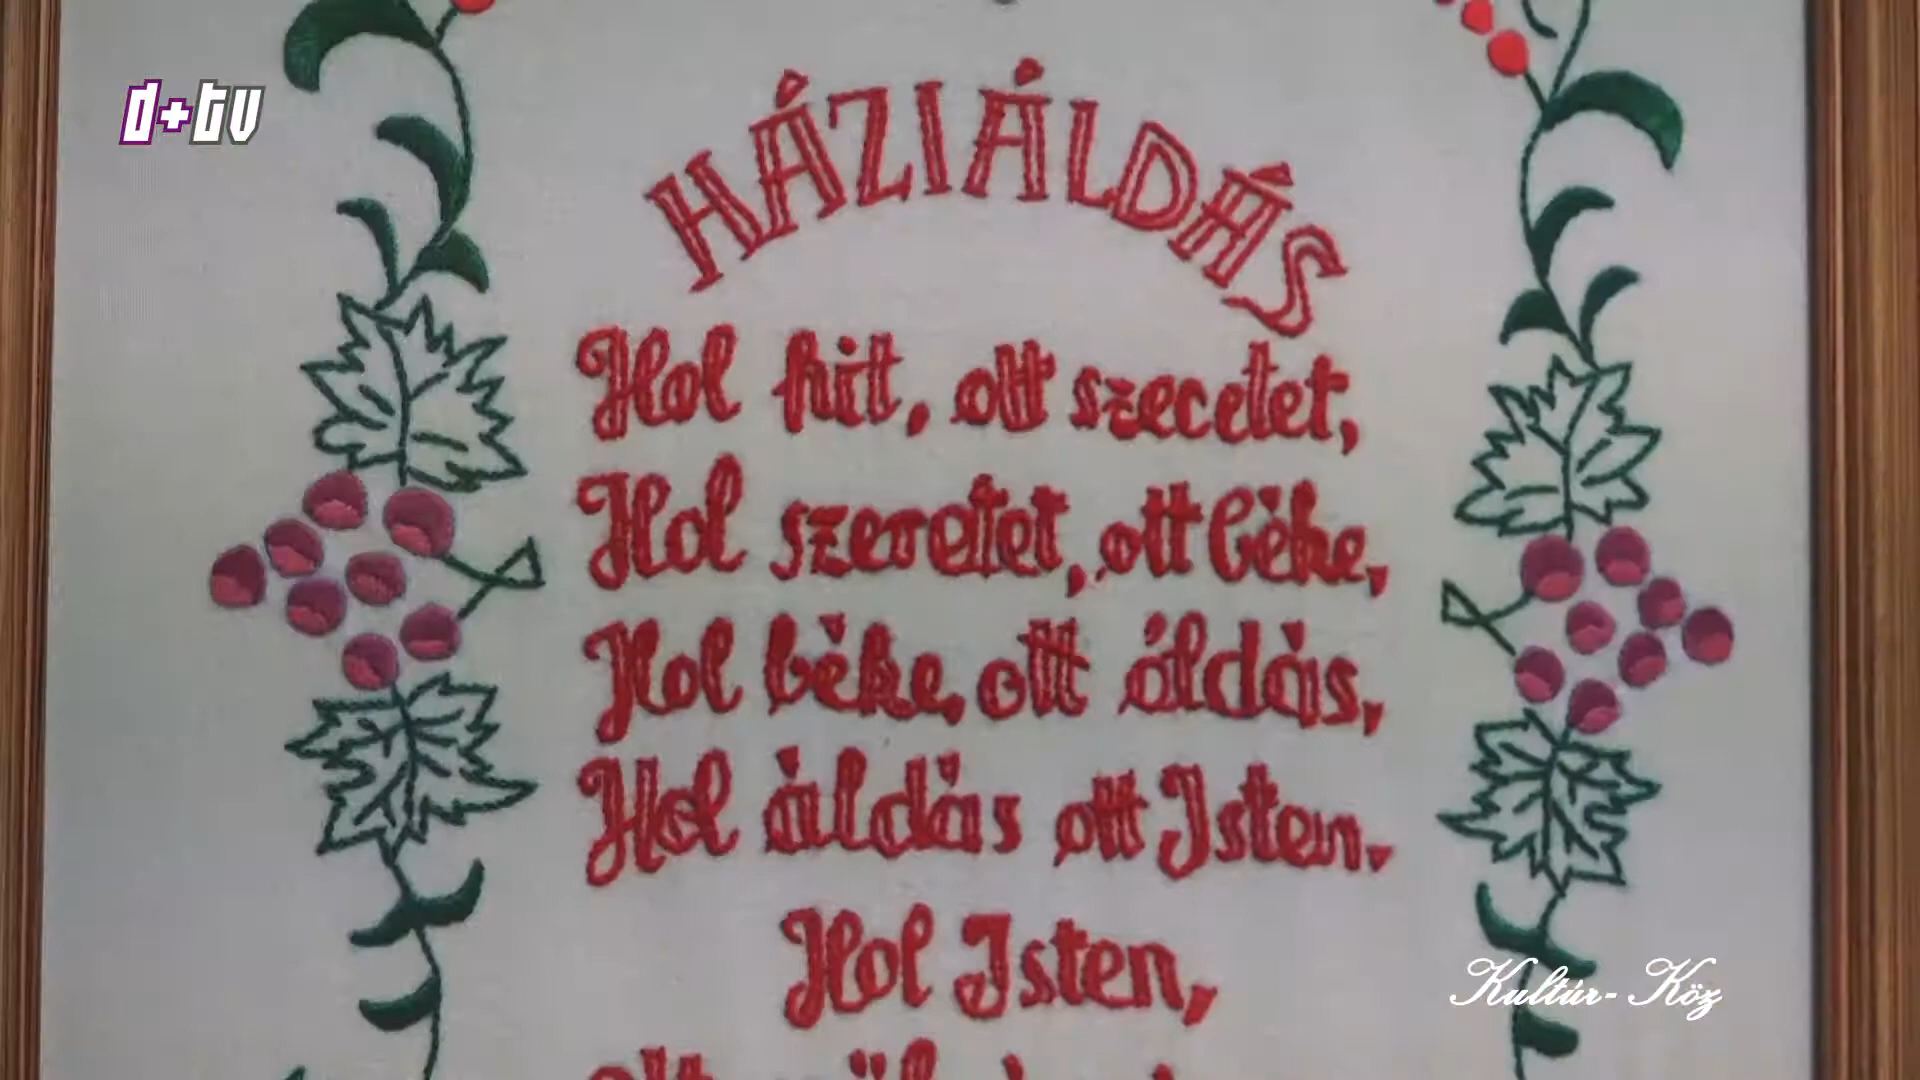 d+tv
HÁZIÁLDÁS
Hol hit, ott szeretet,
Hol szeretet, ott béke,
Hol béke, ott áldás,
Hol áldás ott Isten.
Hol Isten,
Kultúr-Köz